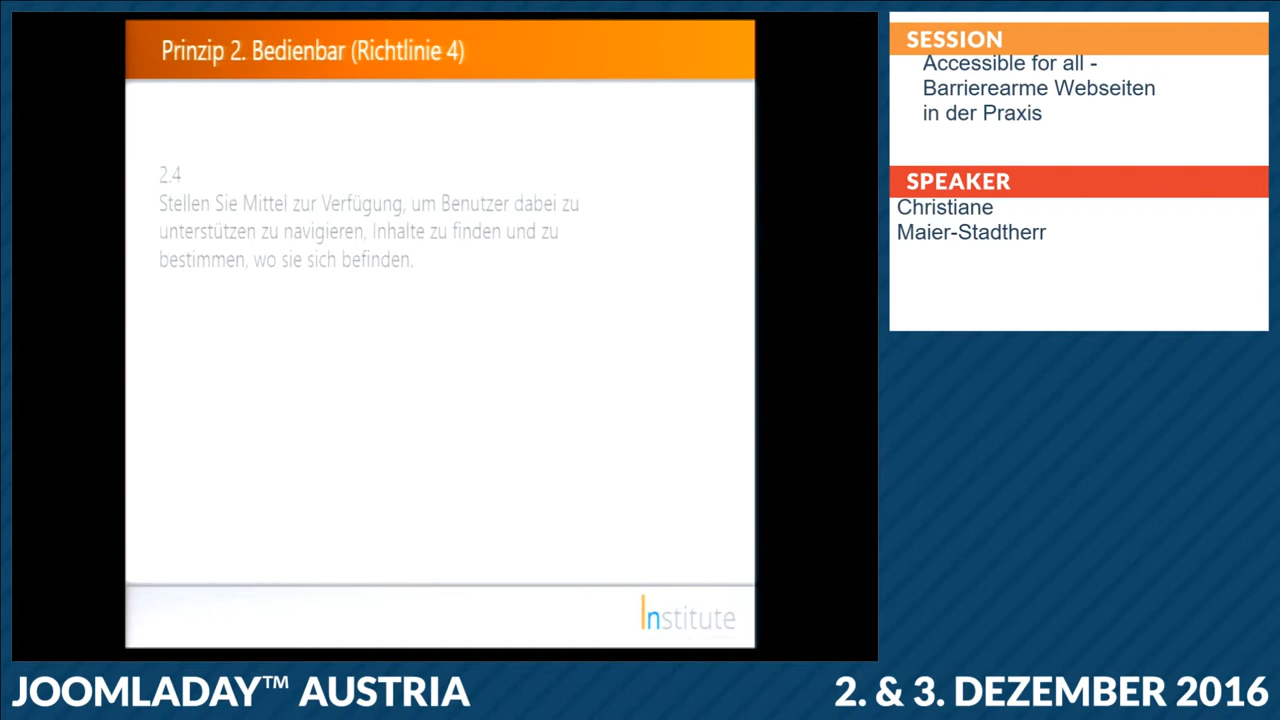 Prinzip 2. Bedienbar (Richtlinie 4)
2.4
Stellen Sie Mittel zur Verfügung, um Benutzer dabei zu
unterstützen zu navigieren, Inhalte zu finden und zu
bestimmen, wo sie sich befinden.
Institute
SESSION
Accessible for all -
Barrierearme Webseiten
in der Praxis
SPEAKER
Christiane
Maier-Stadtherr
JOOMLADAY™ AUSTRIA
2. & 3. DEZEMBER 2016